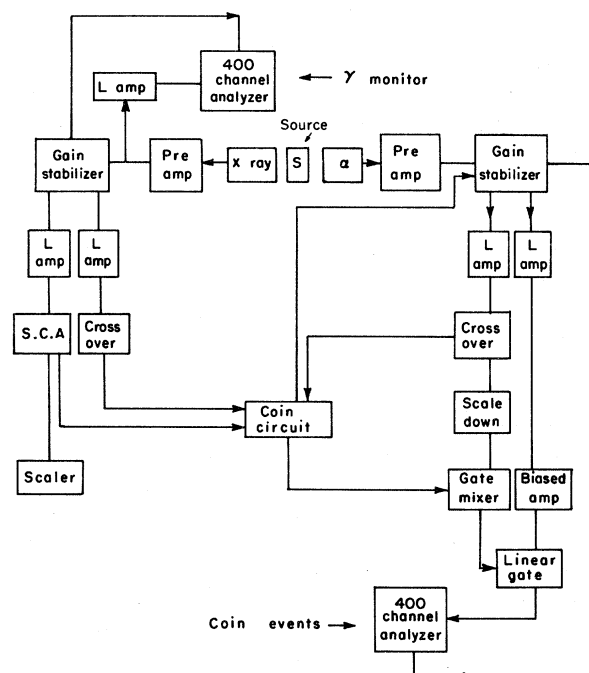 400
channel
analyzer
γ monitor
L amp
Source
Gain
stabilizer
Pre
amp
X ray
S
α
Pre
amp
Gain
stabilizer
L
amp
L
amp
L
amp
L
amp
S.C.A
Cross
over
Cross
over
Coin
circuit
Scale
down
Scaler
Gate
mixer
Biased
amp
Linear
gate
Coin events
400
channel
analyzer